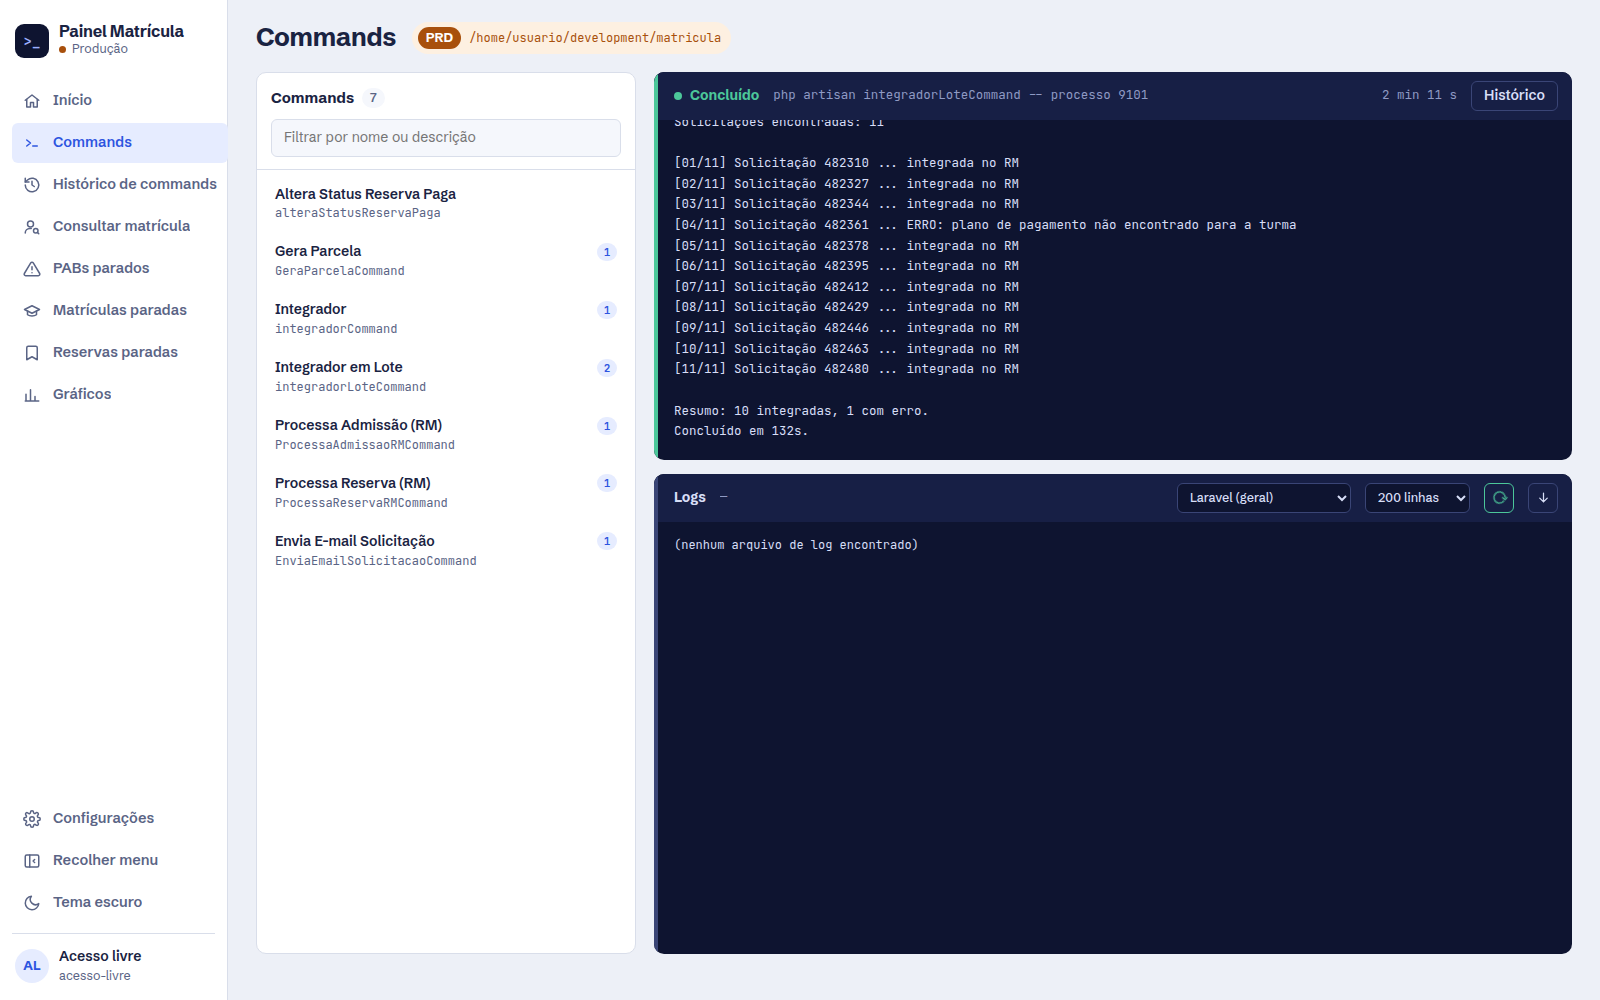 >_
Painel Matrícula
Produção
Início
Commands
Histórico de commands
Consultar matrícula
PABs parados
Matrículas paradas
Reservas paradas
Gráficos
Configurações
Recolher menu
Tema escuro
AL
Acesso livre
acesso-livre
Commands PRD /home/usuario/development/matricula
Commands 7
Filtrar por nome ou descrição
Altera Status Reserva Paga
alteraStatusReservaPaga
Gera Parcela 1
GeraParcelaCommand
Integrador 1
integradorCommand
Integrador em Lote 2
integradorLoteCommand
Processa Admissão (RM) 1
ProcessaAdmissaoRMCommand
Processa Reserva (RM) 1
ProcessaReservaRMCommand
Envia E-mail Solicitação 1
EnviaEmailSolicitacaoCommand
Concluído php artisan integradorLoteCommand -- processo 9101 2 min 11 s Histórico
Solicitações encontradas: 11
[01/11] Solicitação 482310 ... integrada no RM
[02/11] Solicitação 482327 ... integrada no RM
[03/11] Solicitação 482344 ... integrada no RM
[04/11] Solicitação 482361 ... ERRO: plano de pagamento não encontrado para a turma
[05/11] Solicitação 482378 ... integrada no RM
[06/11] Solicitação 482395 ... integrada no RM
[07/11] Solicitação 482412 ... integrada no RM
[08/11] Solicitação 482429 ... integrada no RM
[09/11] Solicitação 482446 ... integrada no RM
[10/11] Solicitação 482463 ... integrada no RM
[11/11] Solicitação 482480 ... integrada no RM
Resumo: 10 integradas, 1 com erro.
Concluído em 132s.
Logs — Laravel (geral) 200 linhas
(nenhum arquivo de log encontrado)